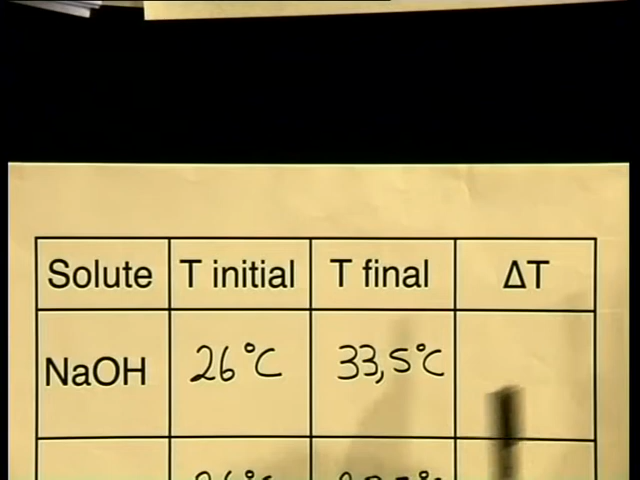 Solute T initial T final ΔT
NaOH 26°C 33,5°C